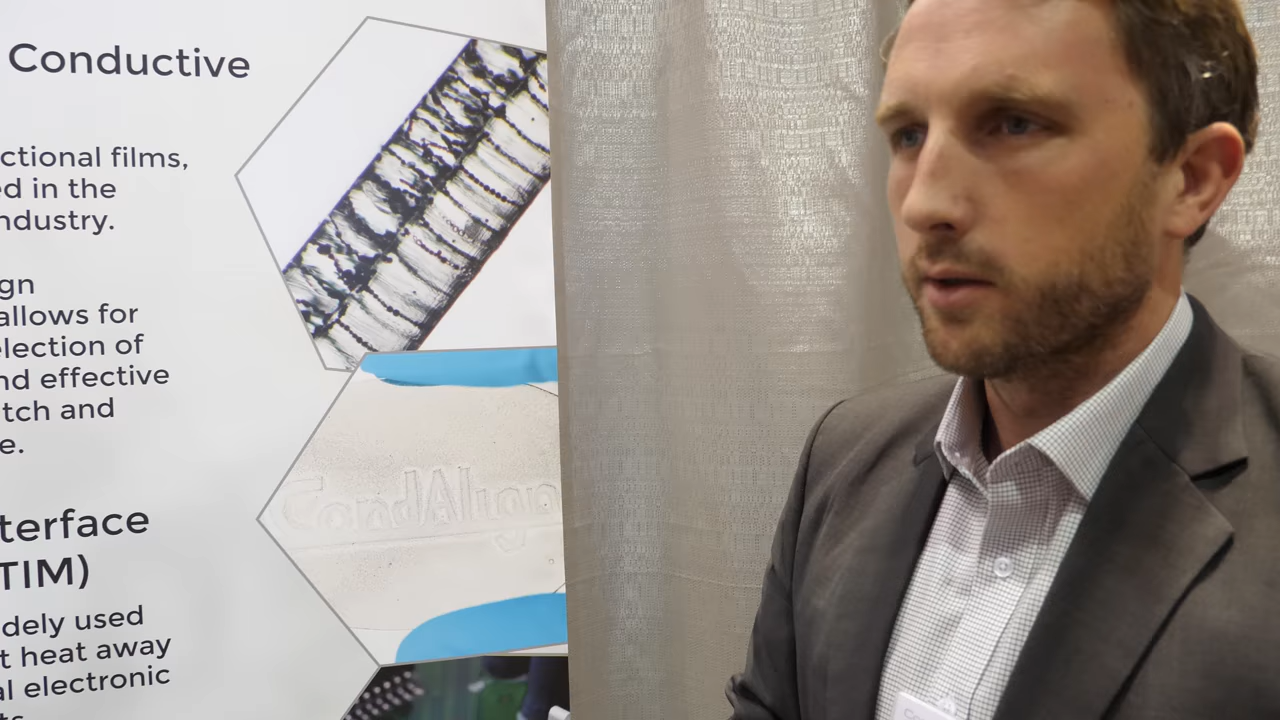 Conductive
ctional films,
ed in the
ndustry.
gn
allows for
election of
nd effective
tch and
e.
CondAlign
terface
TIM)
dely used
t heat away
al electronic
ts.